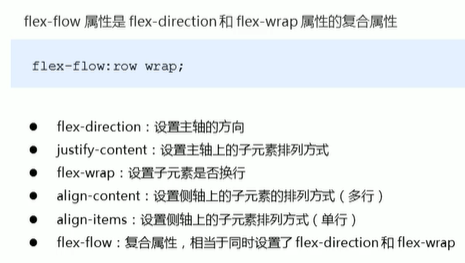 flex-flow 属性是 flex-direction 和 flex-wrap 属性的复合属性
flex-flow:row wrap;
● flex-direction：设置主轴的方向
● justify-content：设置主轴上的子元素排列方式
● flex-wrap：设置子元素是否换行
● align-content：设置侧轴上的子元素的排列方式（多行）
● align-items：设置侧轴上的子元素排列方式（单行）
● flex-flow：复合属性，相当于同时设置了 flex-direction 和 flex-wrap